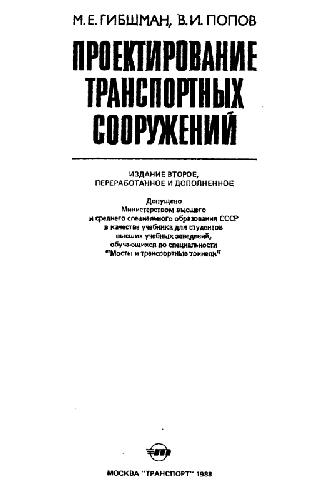 М.Е.ГИБШМАН, В.И.ПОПОВ
ПРОЕКТИРОВАНИЕ
ТРАНСПОРТНЫХ
СООРУЖЕНИЙ
ИЗДАНИЕ ВТОРОЕ,
ПЕРЕРАБОТАННОЕ И ДОПОЛНЕННОЕ
Допущено
Министерством высшего
и среднего специального образования СССР
в качестве учебника для студентов
высших учебных заведений,
обучающихся по специальности
"Мосты и транспортные тоннели"
МОСКВА "ТРАНСПОРТ" 1988